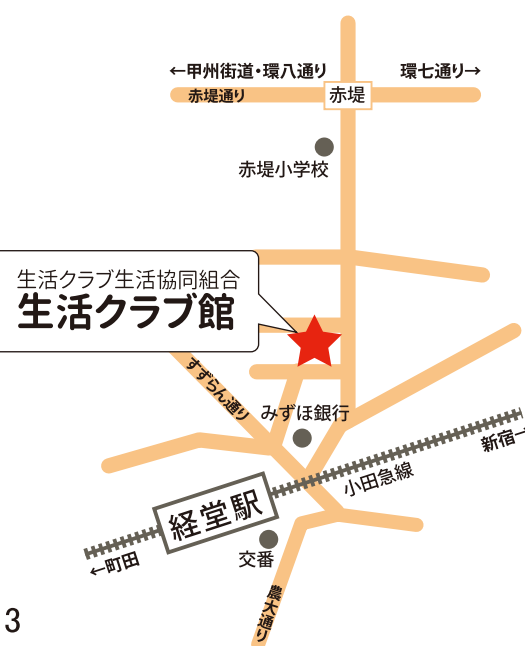 ←甲州街道・環八通り
環七通り→
赤堤通り
赤堤
赤堤小学校
生活クラブ生活協同組合
生活クラブ館
すずらん通り
みずほ銀行
新宿→
小田急線
経堂駅
交番
←町田
農大通り
3